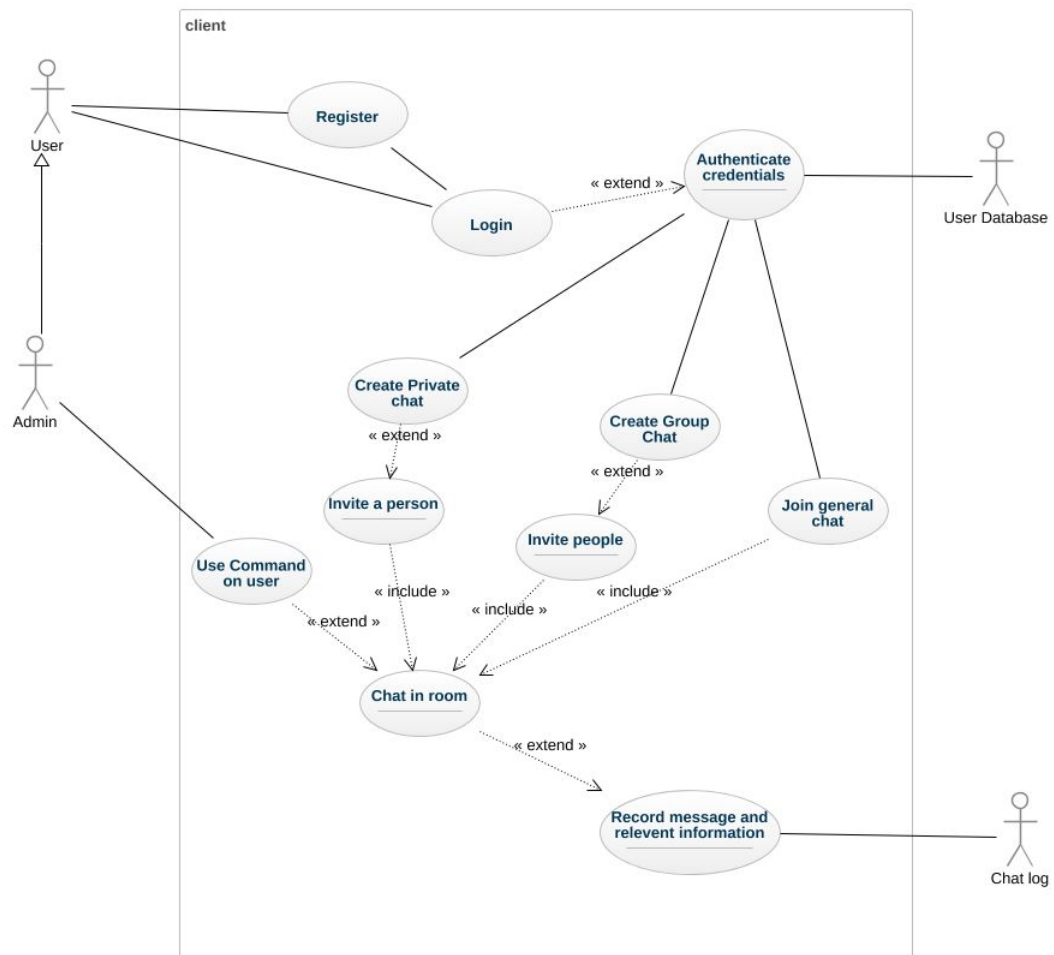 client
User
Register
Authenticate
credentials
« extend »
Login
User Database
Admin
Create Private
chat
« extend »
Create Group
Chat
« extend »
Invite a person
Join general
chat
Invite people
Use Command
on user
« include »
« include »
« include »
« extend »
Chat in room
« extend »
Record message and
relevent information
Chat log